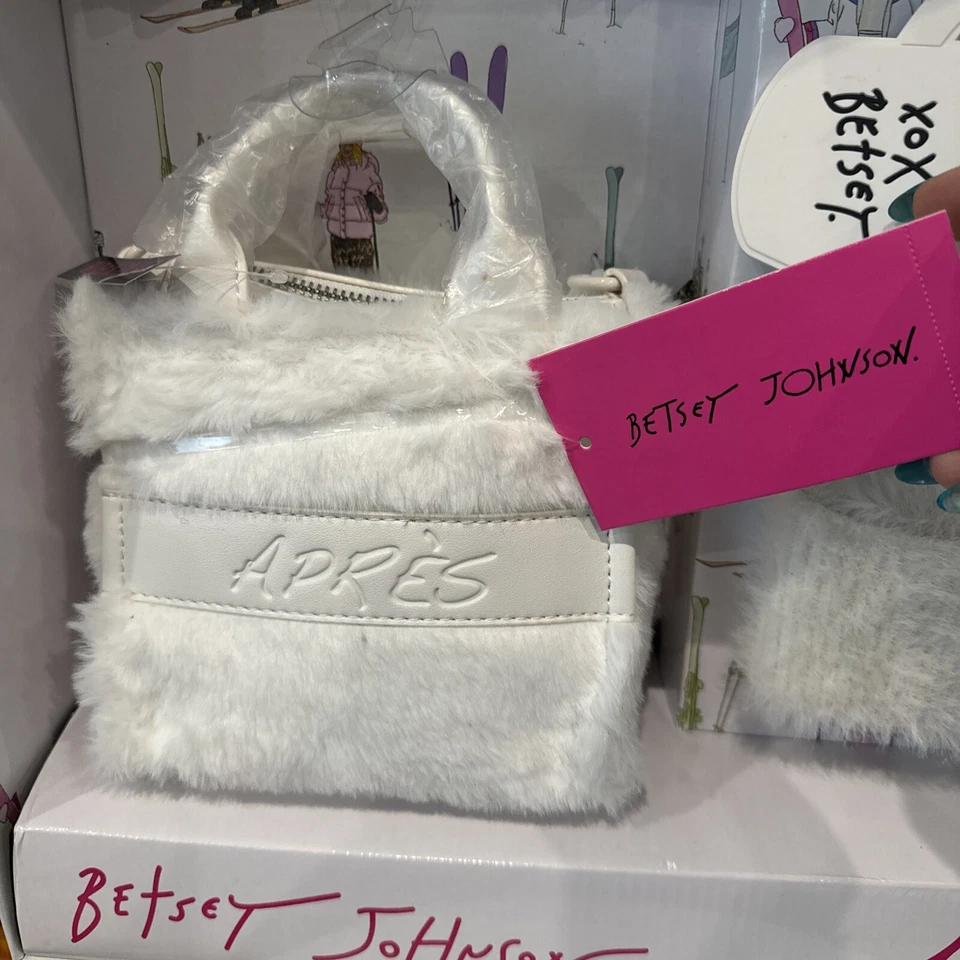 XOX
BETSEY.
BETSEY JOHNSON.
APRÈS
BETSEY JOHNSON